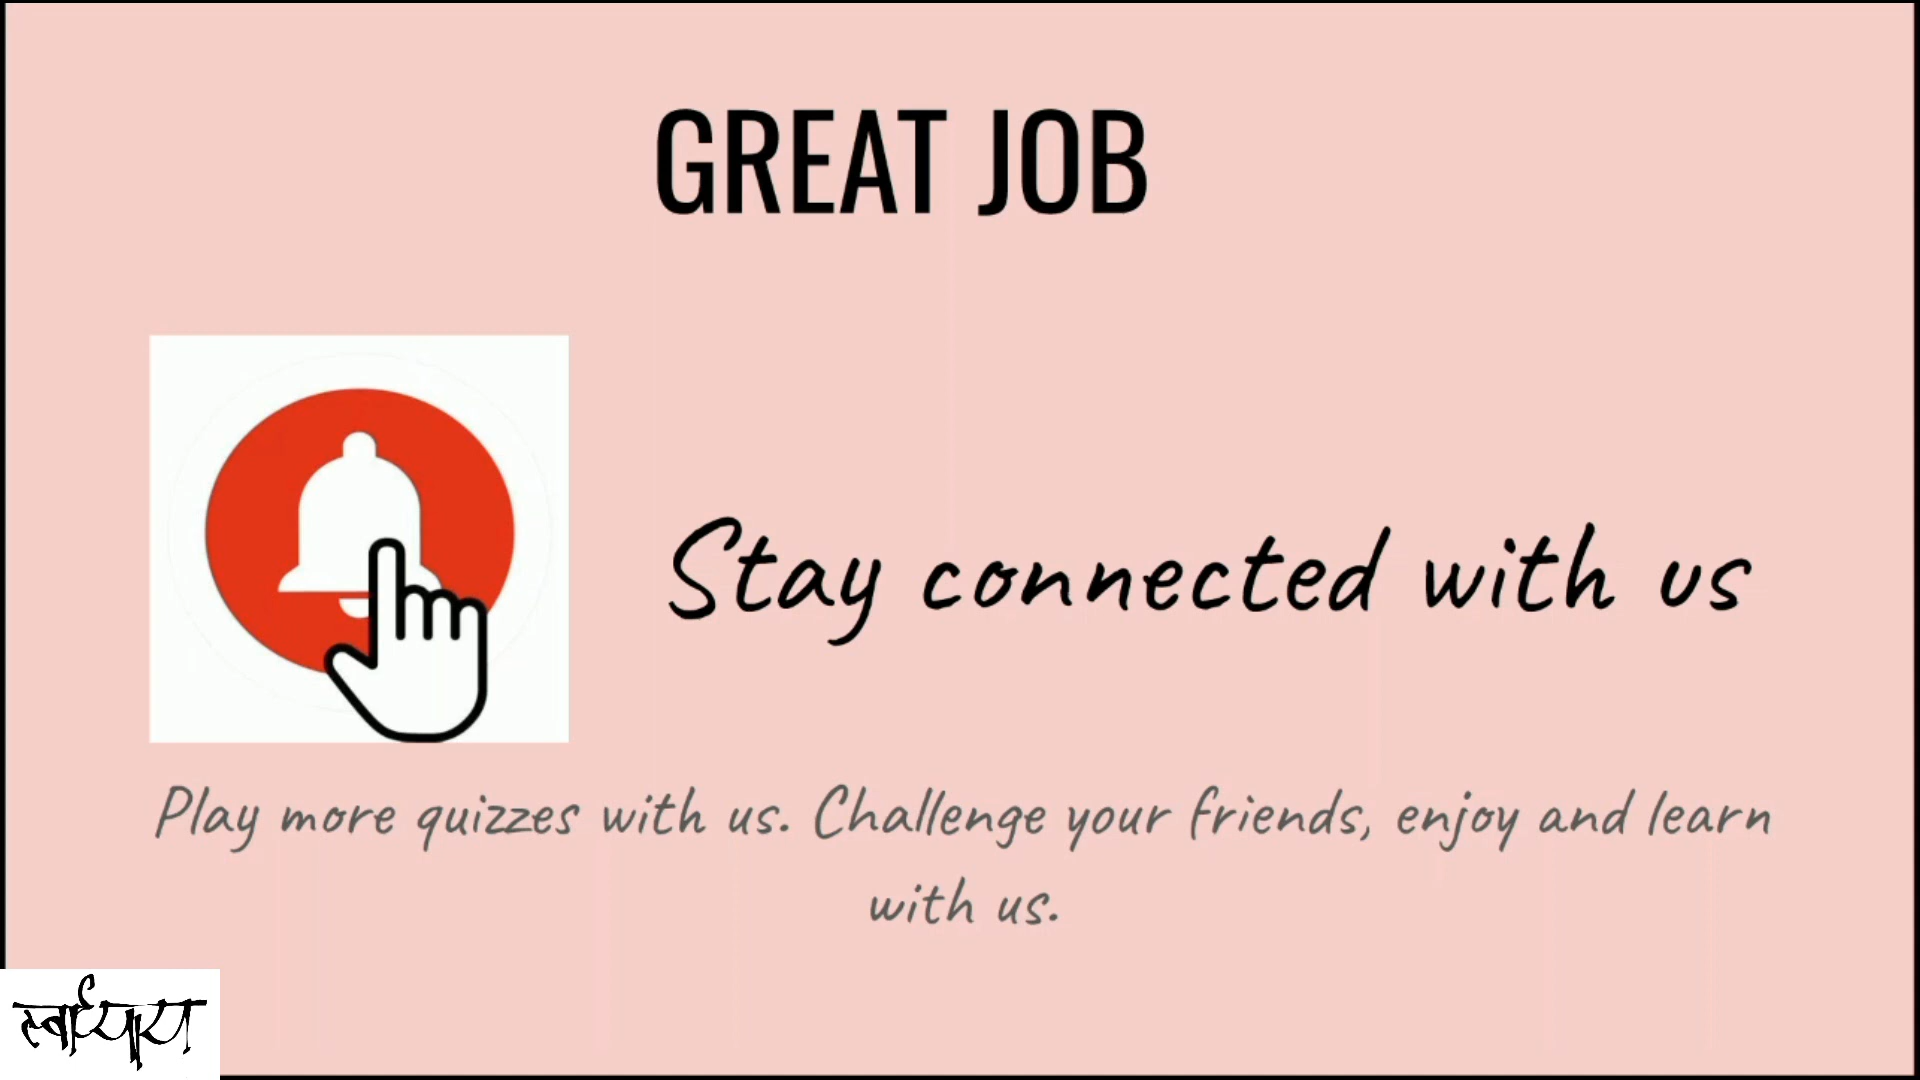 GREAT JOB
Stay connected with us
Play more quizzes with us. Challenge your friends, enjoy and learn
with us.
स्वाध्याय